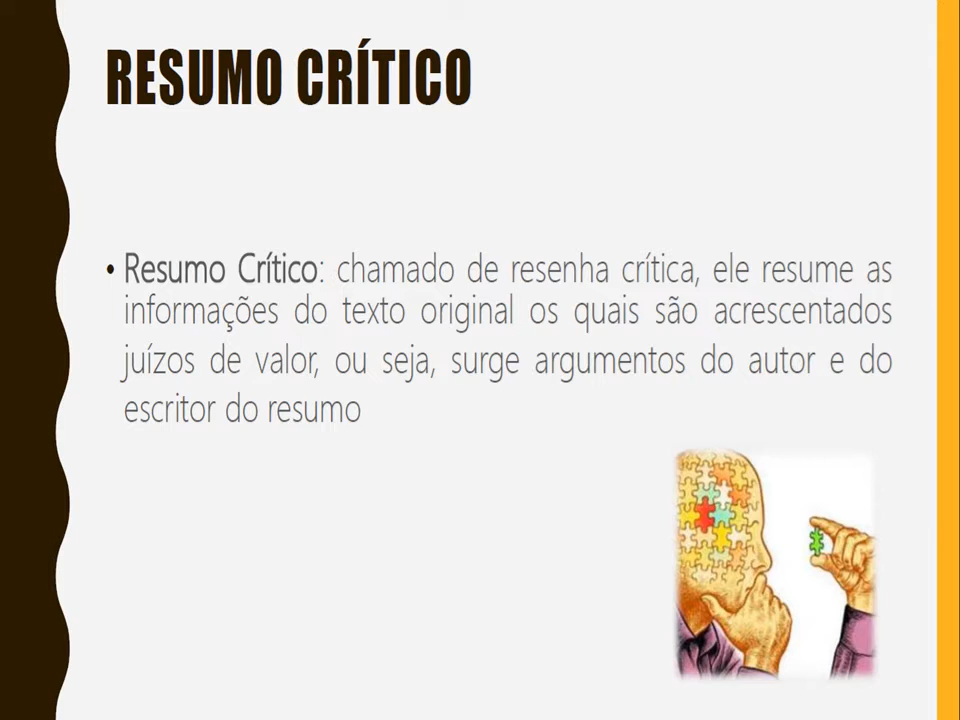 RESUMO CRÍTICO
• Resumo Crítico: chamado de resenha crítica, ele resume as
informações do texto original os quais são acrescentados
juízos de valor, ou seja, surge argumentos do autor e do
escritor do resumo